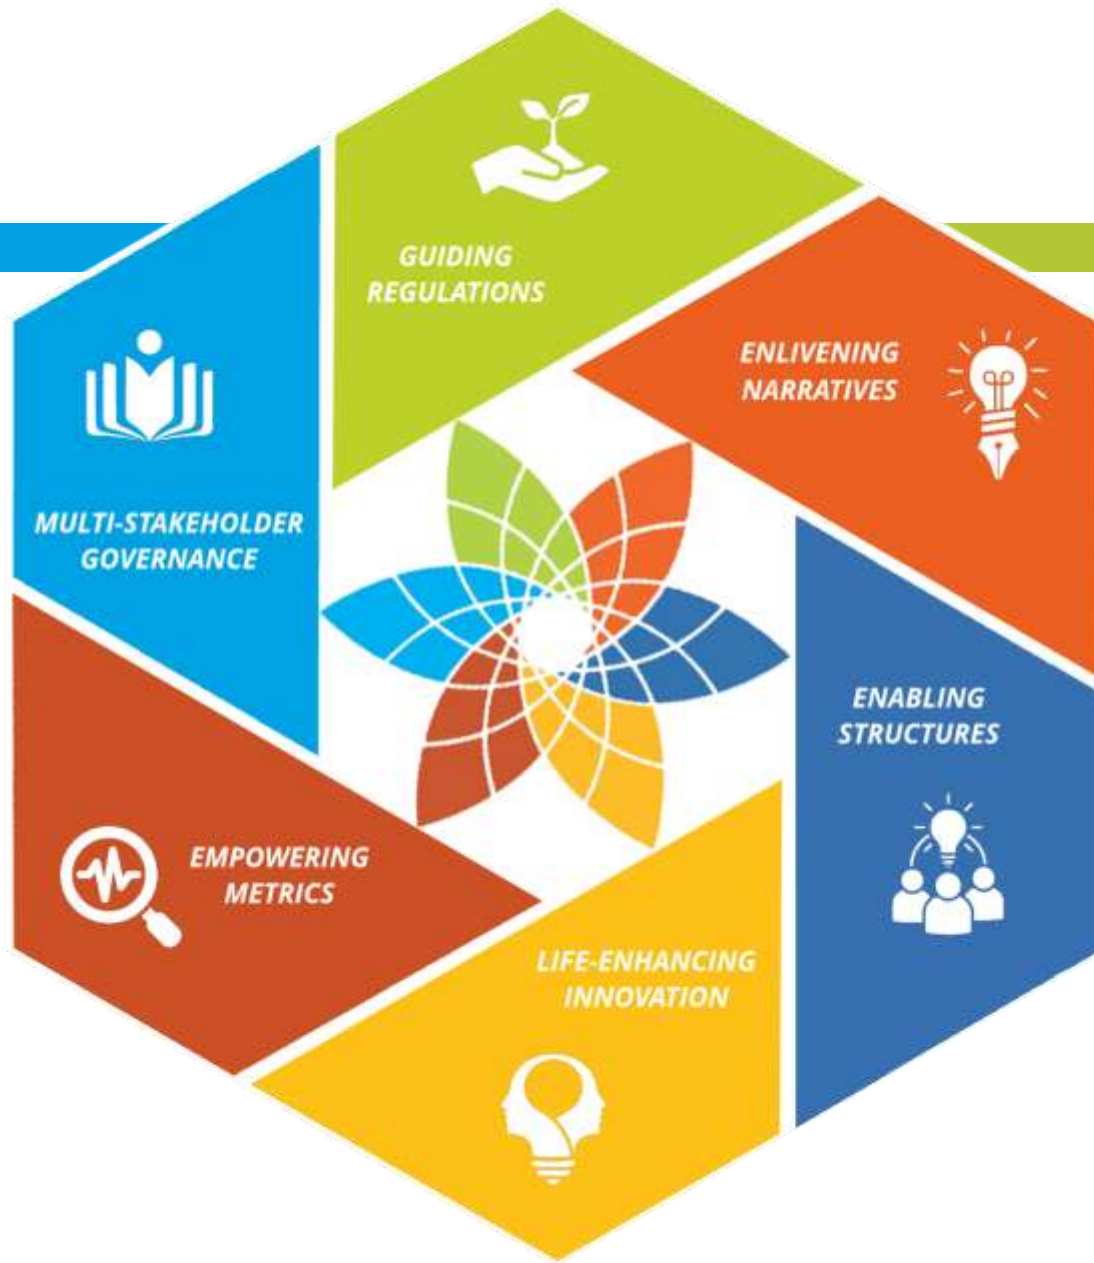 GUIDING
REGULATIONS
ENLIVENING
NARRATIVES
MULTI-STAKEHOLDER
GOVERNANCE
ENABLING
STRUCTURES
EMPOWERING
METRICS
LIFE-ENHANCING
INNOVATION